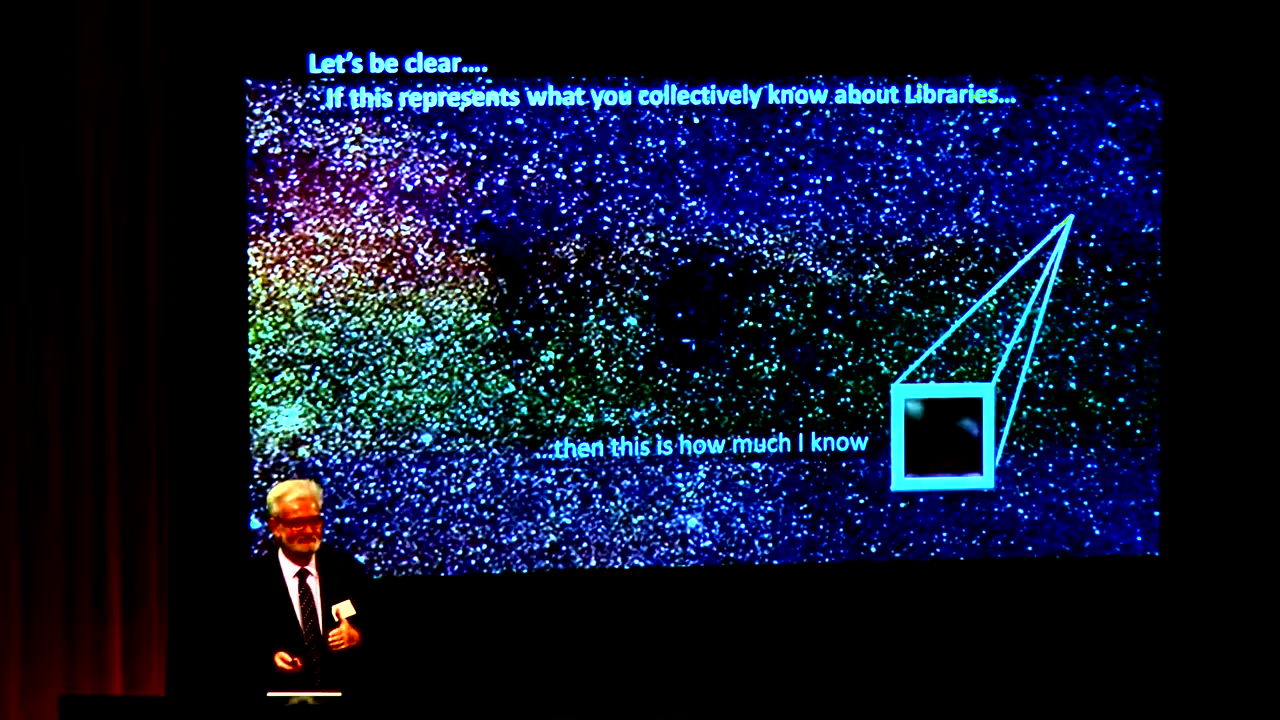 Let's be clear....
If this represents what you collectively know about Libraries...
...then this is how much I know